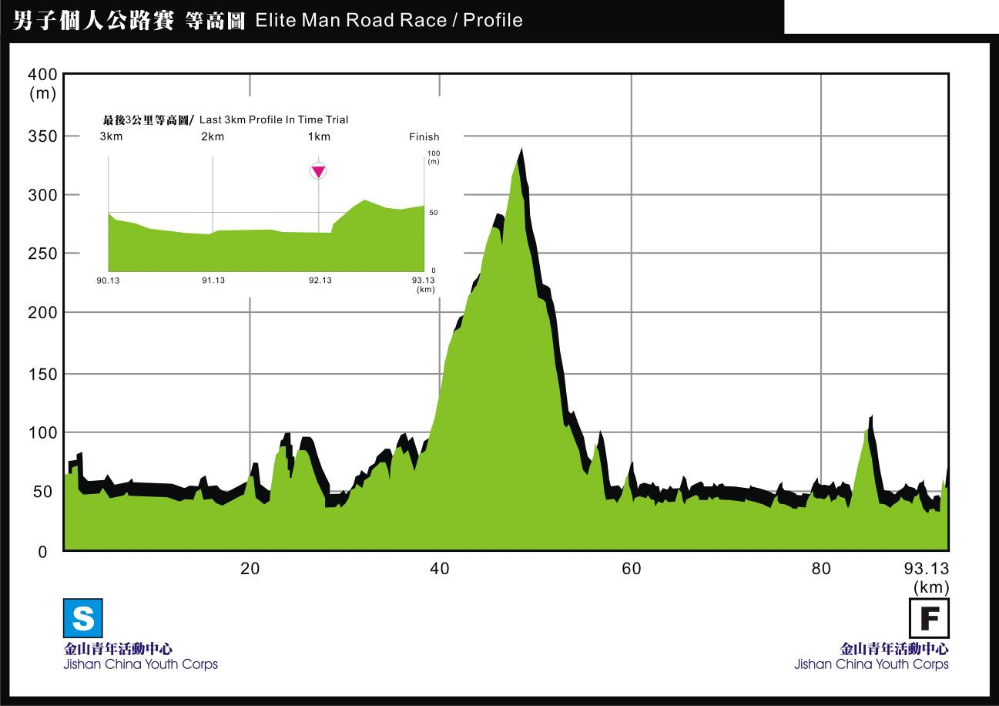 男子個人公路賽 等高圖 Elite Man Road Race / Profile
400
(m)
最後3公里等高圖/ Last 3km Profile In Time Trial
3km 2km 1km Finish
350
100
(m)
300
50
250
0
90.13 91.13 92.13 93.13
(km)
200
150
100
50
0
20 40 60 80 93.13
(km)
S F
金山青年活動中心 金山青年活動中心
Jishan China Youth Corps Jishan China Youth Corps